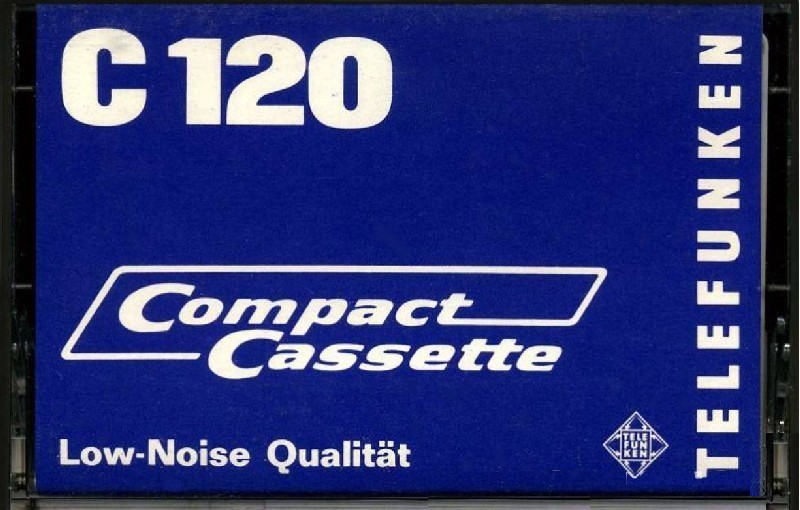 C 120
Compact
Cassette
Low-Noise Qualität
TELE
FUN
KEN
TELEFUNKEN